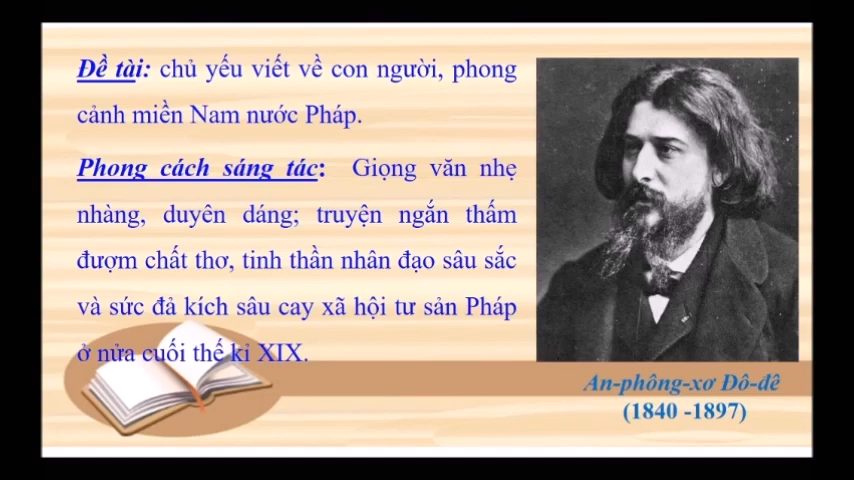 Đề tài: chủ yếu viết về con người, phong
cảnh miền Nam nước Pháp.
Phong cách sáng tác: Giọng văn nhẹ
nhàng, duyên dáng; truyện ngắn thấm
đượm chất thơ, tinh thần nhân đạo sâu sắc
và sức đả kích sâu cay xã hội tư sản Pháp
ở nửa cuối thế kỉ XIX.
An-phông-xơ Đô-đê
(1840 -1897)